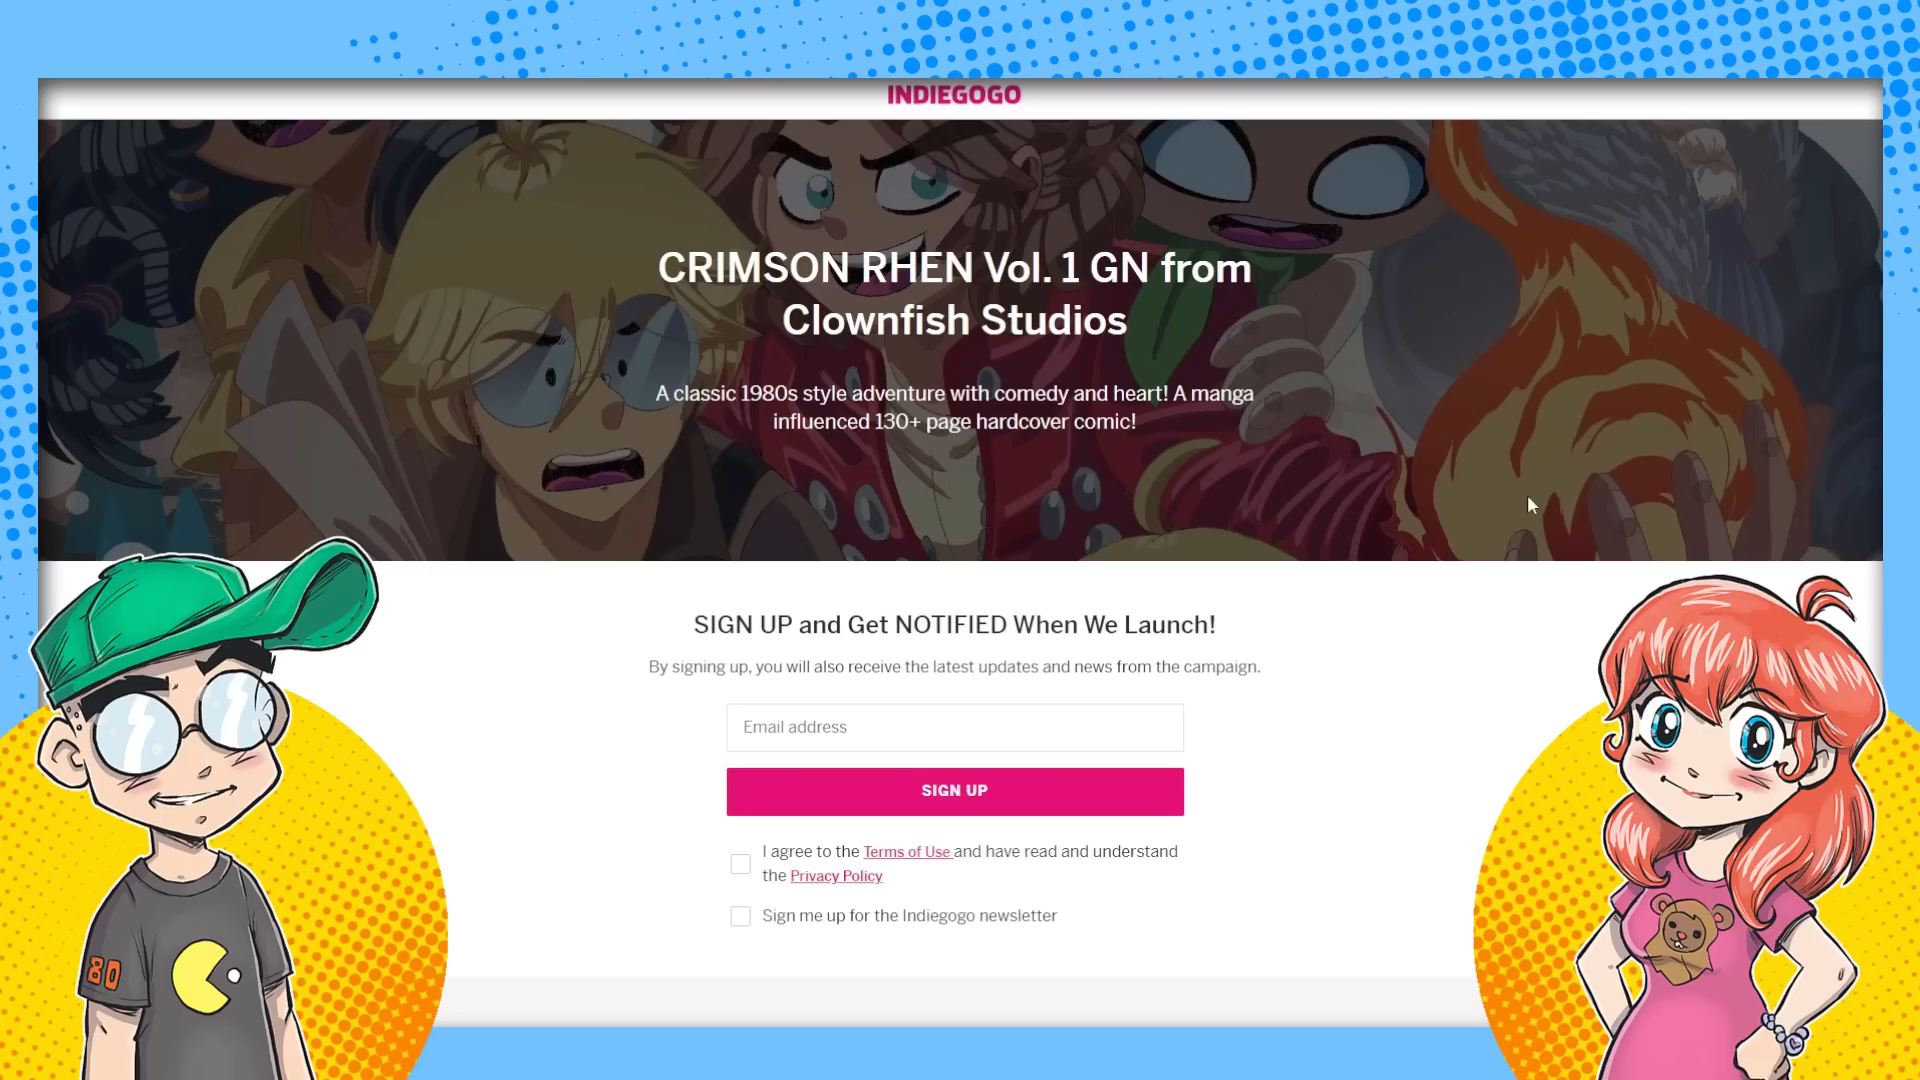 INDIEGOGO
CRIMSON RHEN Vol. 1 GN from
Clownfish Studios
A classic 1980s style adventure with comedy and heart! A manga
influenced 130+ page hardcover comic!
SIGN UP and Get NOTIFIED When We Launch!
By signing up, you will also receive the latest updates and news from the campaign.
Email address
SIGN UP
I agree to the Terms of Use and have read and understand
the Privacy Policy
Sign me up for the Indiegogo newsletter
80